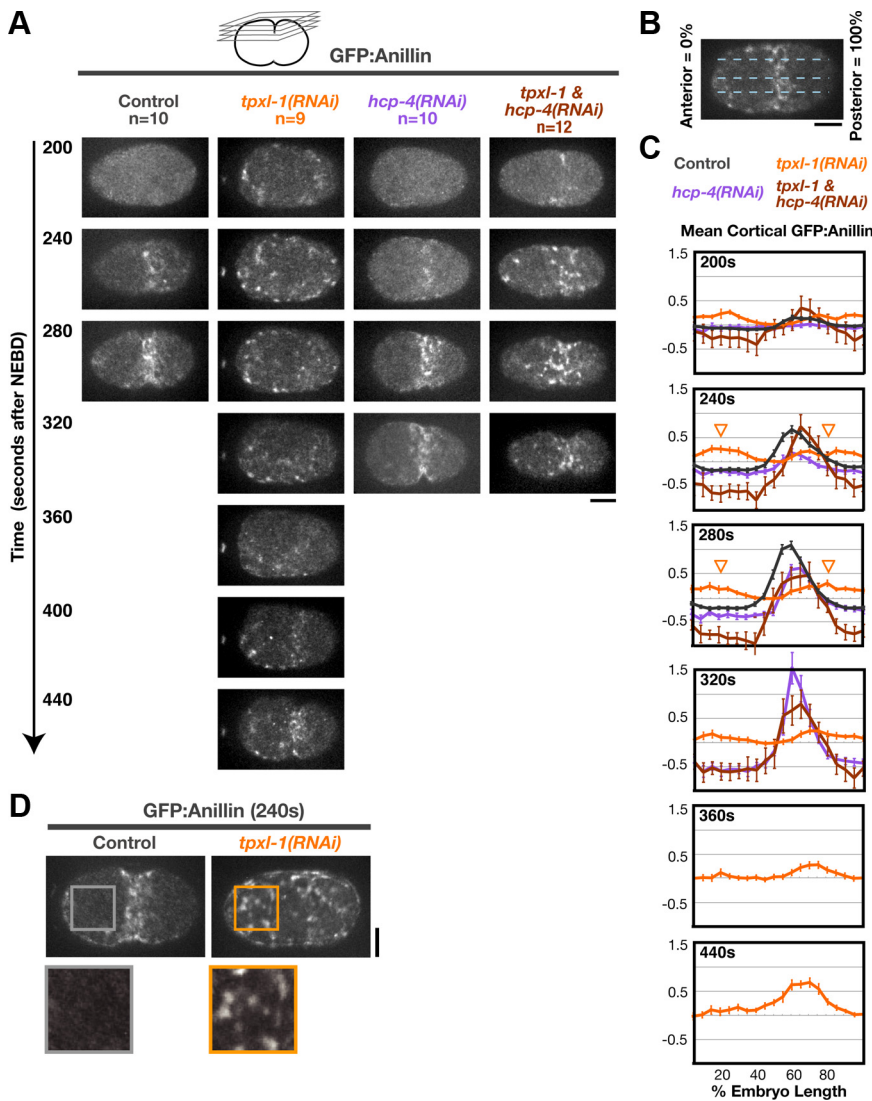 A
GFP:Anillin
Control
n=10
tpxl-1(RNAi)
n=9
hcp-4(RNAi)
n=10
tpxl-1 &
hcp-4(RNAi)
n=12
Time (seconds after NEBD)
200
240
280
320
360
400
440
B
Anterior = 0%
Posterior = 100%
C
Control
tpxl-1(RNAi)
hcp-4(RNAi)
tpxl-1 &
hcp-4(RNAi)
Mean Cortical GFP:Anillin
1.5
200s
0.5
-0.5
1.5
240s
0.5
-0.5
1.5
280s
0.5
-0.5
1.5
320s
0.5
-0.5
1.5
360s
0.5
-0.5
1.5
440s
0.5
-0.5
20 40 60 80
% Embryo Length
D
GFP:Anillin (240s)
Control
tpxl-1(RNAi)